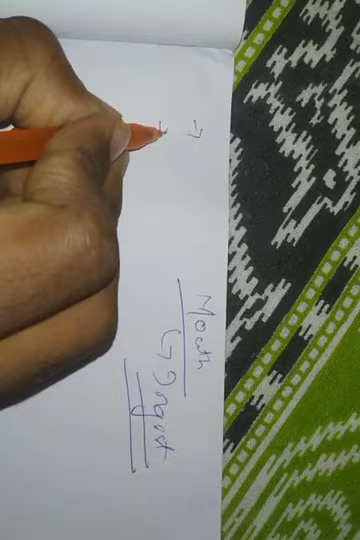 →
Mouth
↳ Ingest